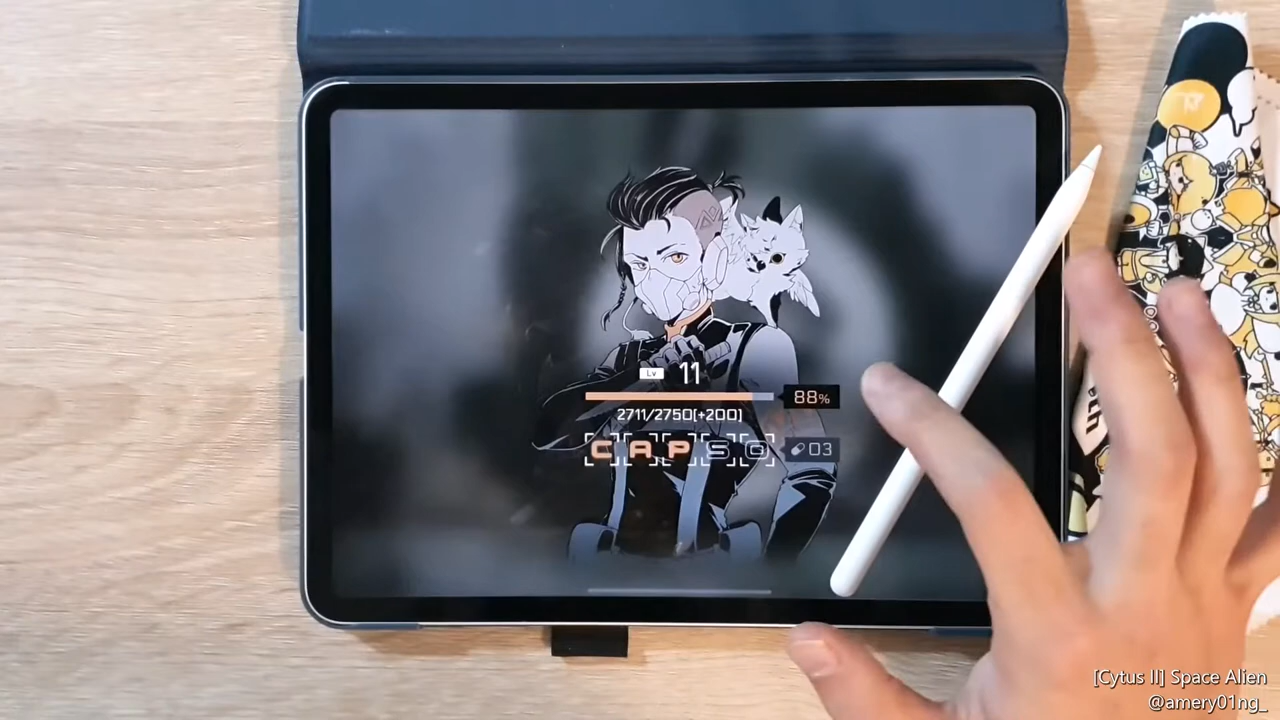 Lv 11
88%
2711/2750(+200)
CAPSO 03
[Cytus II] Space Alien
@amery01ng_